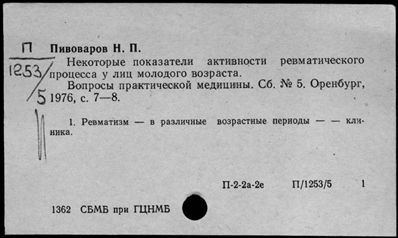 П Пивоваров Н. П.
1253/5
Некоторые показатели активности ревматического
процесса у лиц молодого возраста.
Вопросы практической медицины. Сб. № 5. Оренбург,
1976, с. 7—8.
1. Ревматизм — в различные возрастные периоды — — кли-
ника.
П-2-2а-2е П/1253/5 1
1362 СБМБ при ГЦНМБ